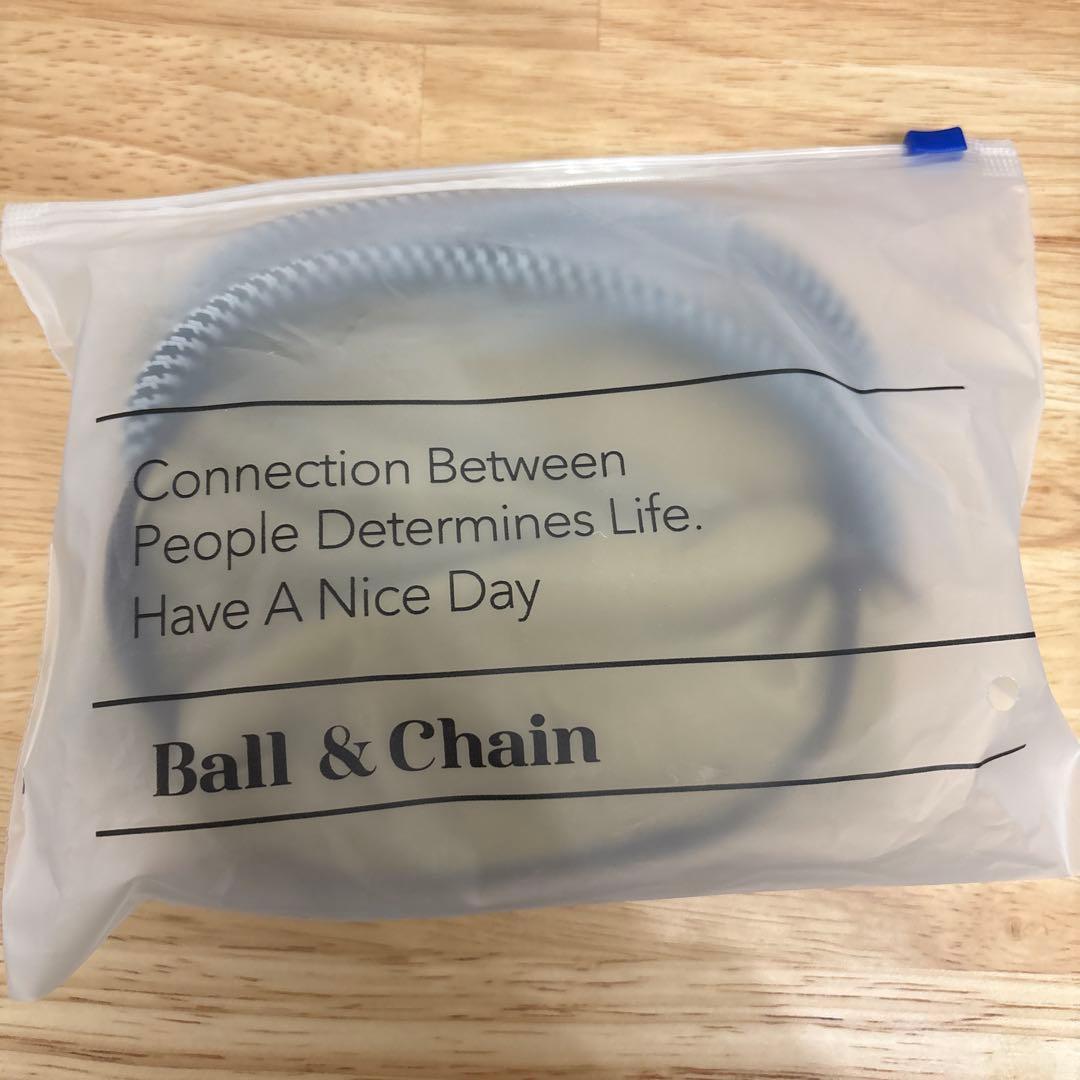 Connection Between
People Determines Life.
Have A Nice Day
Ball & Chain